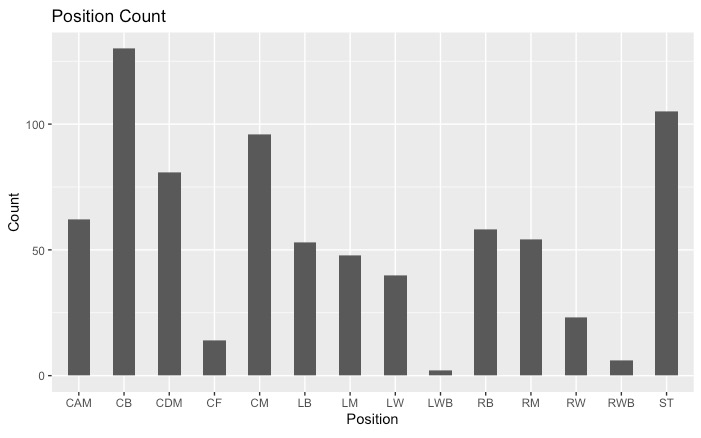 Position Count
Count
100
50
0
CAM CB CDM CF CM LB LM LW LWB RB RM RW RWB ST
Position